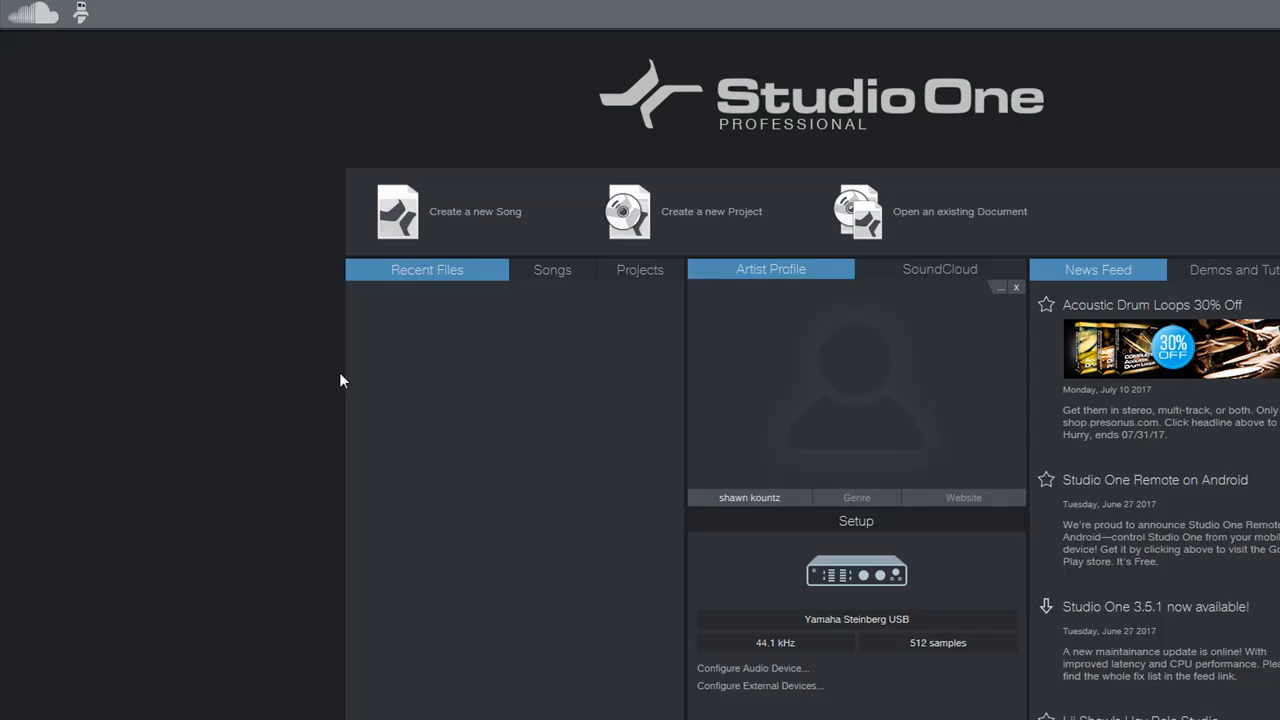 Studio One
PROFESSIONAL
Create a new Song
Create a new Project
Open an existing Document
Recent Files
Songs
Projects
Artist Profile
SoundCloud
News Feed
Demos and Tut
... x
shawn kountz
Genre
Website
Setup
Yamaha Steinberg USB
44.1 kHz
512 samples
Configure Audio Device...
Configure External Devices...
Acoustic Drum Loops 30% Off
30%
OFF
Monday, July 10 2017
Get them in stereo, multi-track, or both. Only
shop.presonus.com. Click headline above to
Hurry, ends 07/31/17.
Studio One Remote on Android
Tuesday, June 27 2017
We're proud to announce Studio One Remote
Android—control Studio One from your mobi
device! Get it by clicking above to visit the Go
Play store. It's Free.
Studio One 3.5.1 now available!
Tuesday, June 27 2017
A new maintainance update is online! With
improved latency and CPU performance. Plea
find the whole fix list in the feed link.